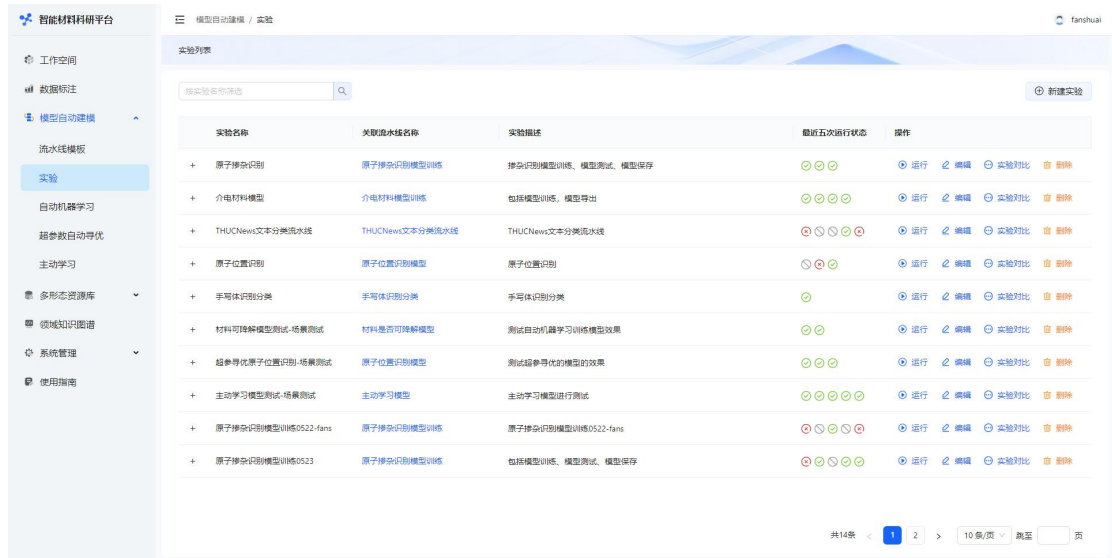 智能材料科研平台
模型自动建模 / 实验
fanshuai
工作空间
数据标注
模型自动建模
流水线模板
实验
自动机器学习
超参数自动寻优
主动学习
多形态资源库
领域知识图谱
系统管理
使用指南
实验列表
按实验名称筛选
新建实验
实验名称 关联流水线名称 实验描述 最近五次运行状态 操作
+ 原子掺杂识别 原子掺杂识别模型训练 掺杂识别模型训练、模型测试、模型保存 运行 编辑 实验对比 删除
+ 介电材料模型 介电材料模型训练 包括模型训练，模型导出 运行 编辑 实验对比 删除
+ THUCNews文本分类流水线 THUCNews文本分类流水线 THUCNews文本分类流水线 运行 编辑 实验对比 删除
+ 原子位置识别 原子位置识别模型 原子位置识别 运行 编辑 实验对比 删除
+ 手写体识别分类 手写体识别分类 手写体识别分类 运行 编辑 实验对比 删除
+ 材料可降解模型测试-场景测试 材料是否可降解模型 测试自动机器学习训练模型效果 运行 编辑 实验对比 删除
+ 超参寻优原子位置识别-场景测试 原子位置识别模型 测试超参寻优的模型的效果 运行 编辑 实验对比 删除
+ 主动学习模型测试-场景测试 主动学习模型 主动学习模型进行测试 运行 编辑 实验对比 删除
+ 原子掺杂识别模型训练0522-fans 原子掺杂识别模型训练 原子掺杂识别模型训练0522-fans 运行 编辑 实验对比 删除
+ 原子掺杂识别模型训练0523 原子掺杂识别模型训练 包括模型训练、模型测试、模型保存 运行 编辑 实验对比 删除
共14条 < 1 2 > 10 条/页 跳至 页